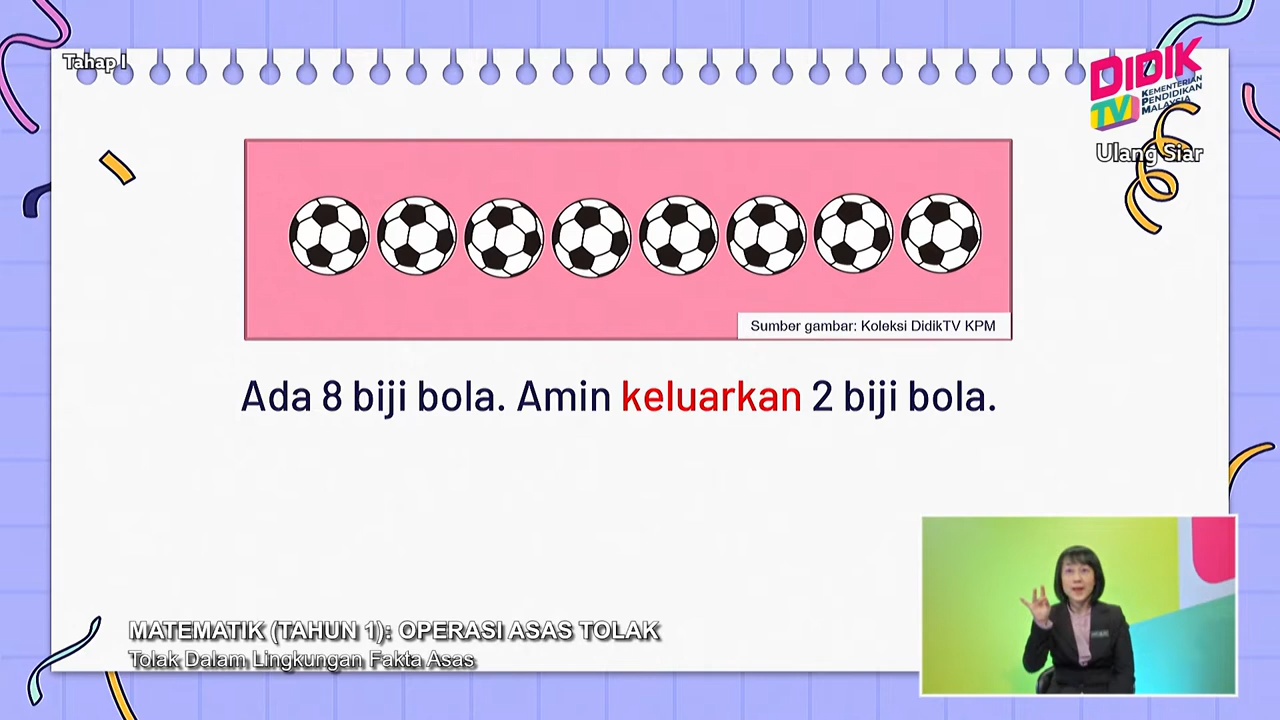 Tahap I
DIDIK
TV
KEMENTERIAN
PENDIDIKAN
MALAYSIA
Ulang Siar
Sumber gambar: Koleksi DidikTV KPM
Ada 8 biji bola. Amin keluarkan 2 biji bola.
MATEMATIK (TAHUN 1): OPERASI ASAS TOLAK
Tolak Dalam Lingkungan Fakta Asas